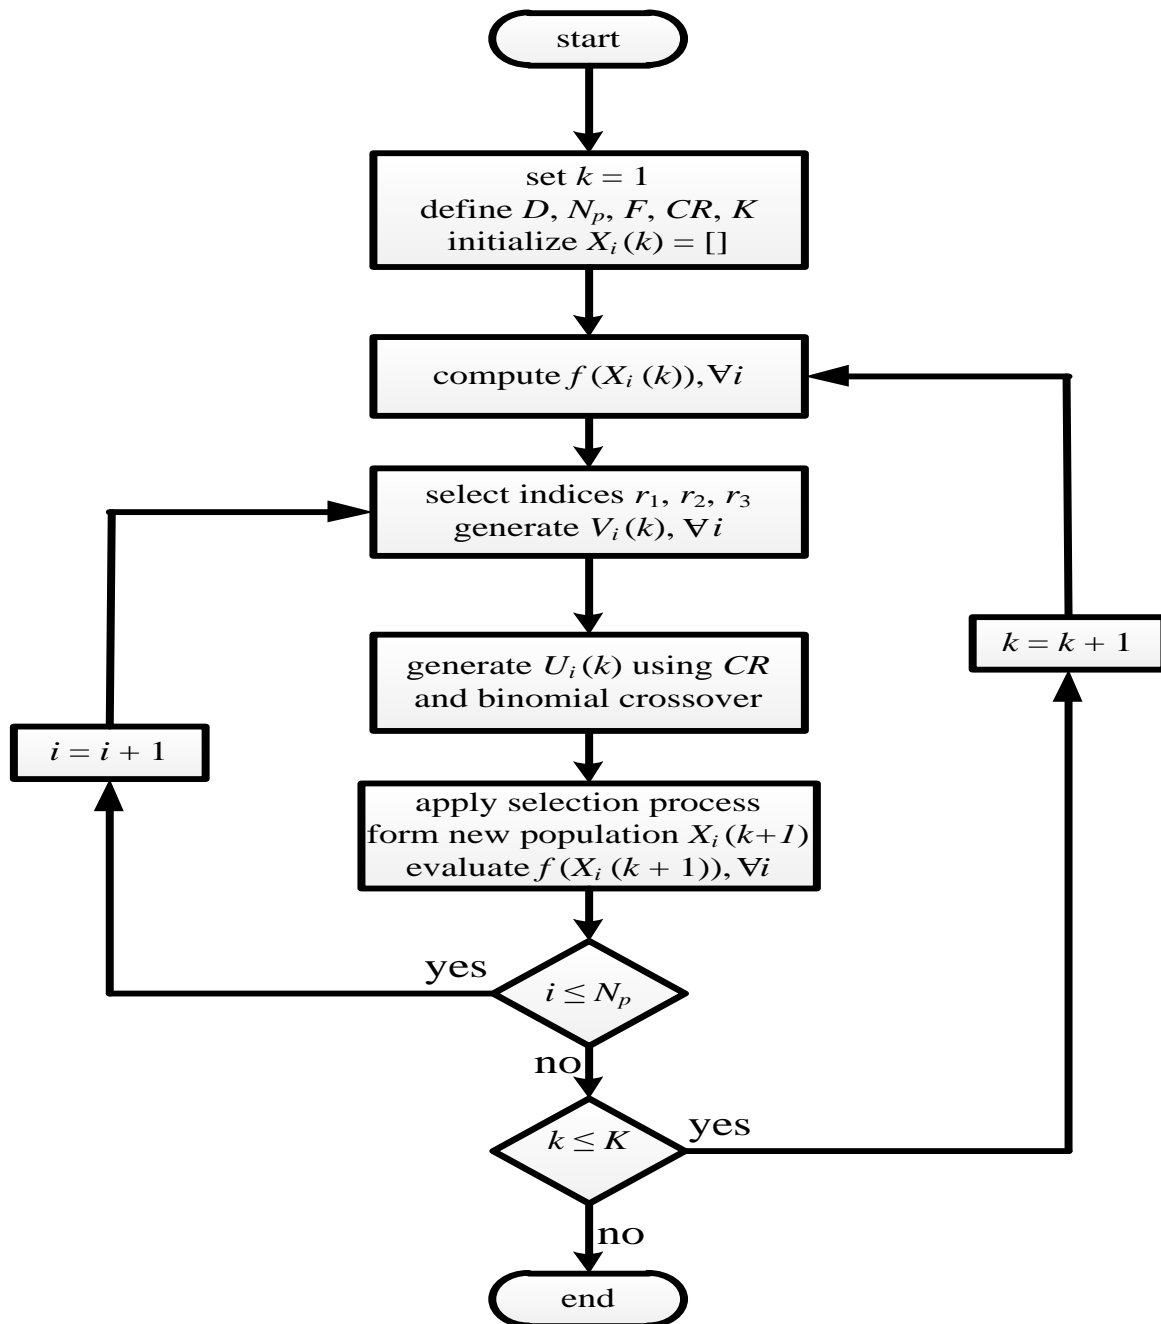 start
set k = 1
define D, Nₚ, F, CR, K
initialize Xᵢ(k) = []
compute f(Xᵢ(k)), ∀i
select indices r₁, r₂, r₃
generate Vᵢ(k), ∀i
k = k + 1
generate Uᵢ(k) using CR
and binomial crossover
i = i + 1
apply selection process
form new population Xᵢ(k+1)
evaluate f(Xᵢ(k + 1)), ∀i
yes
i ≤ Nₚ
no
k ≤ K
yes
no
end